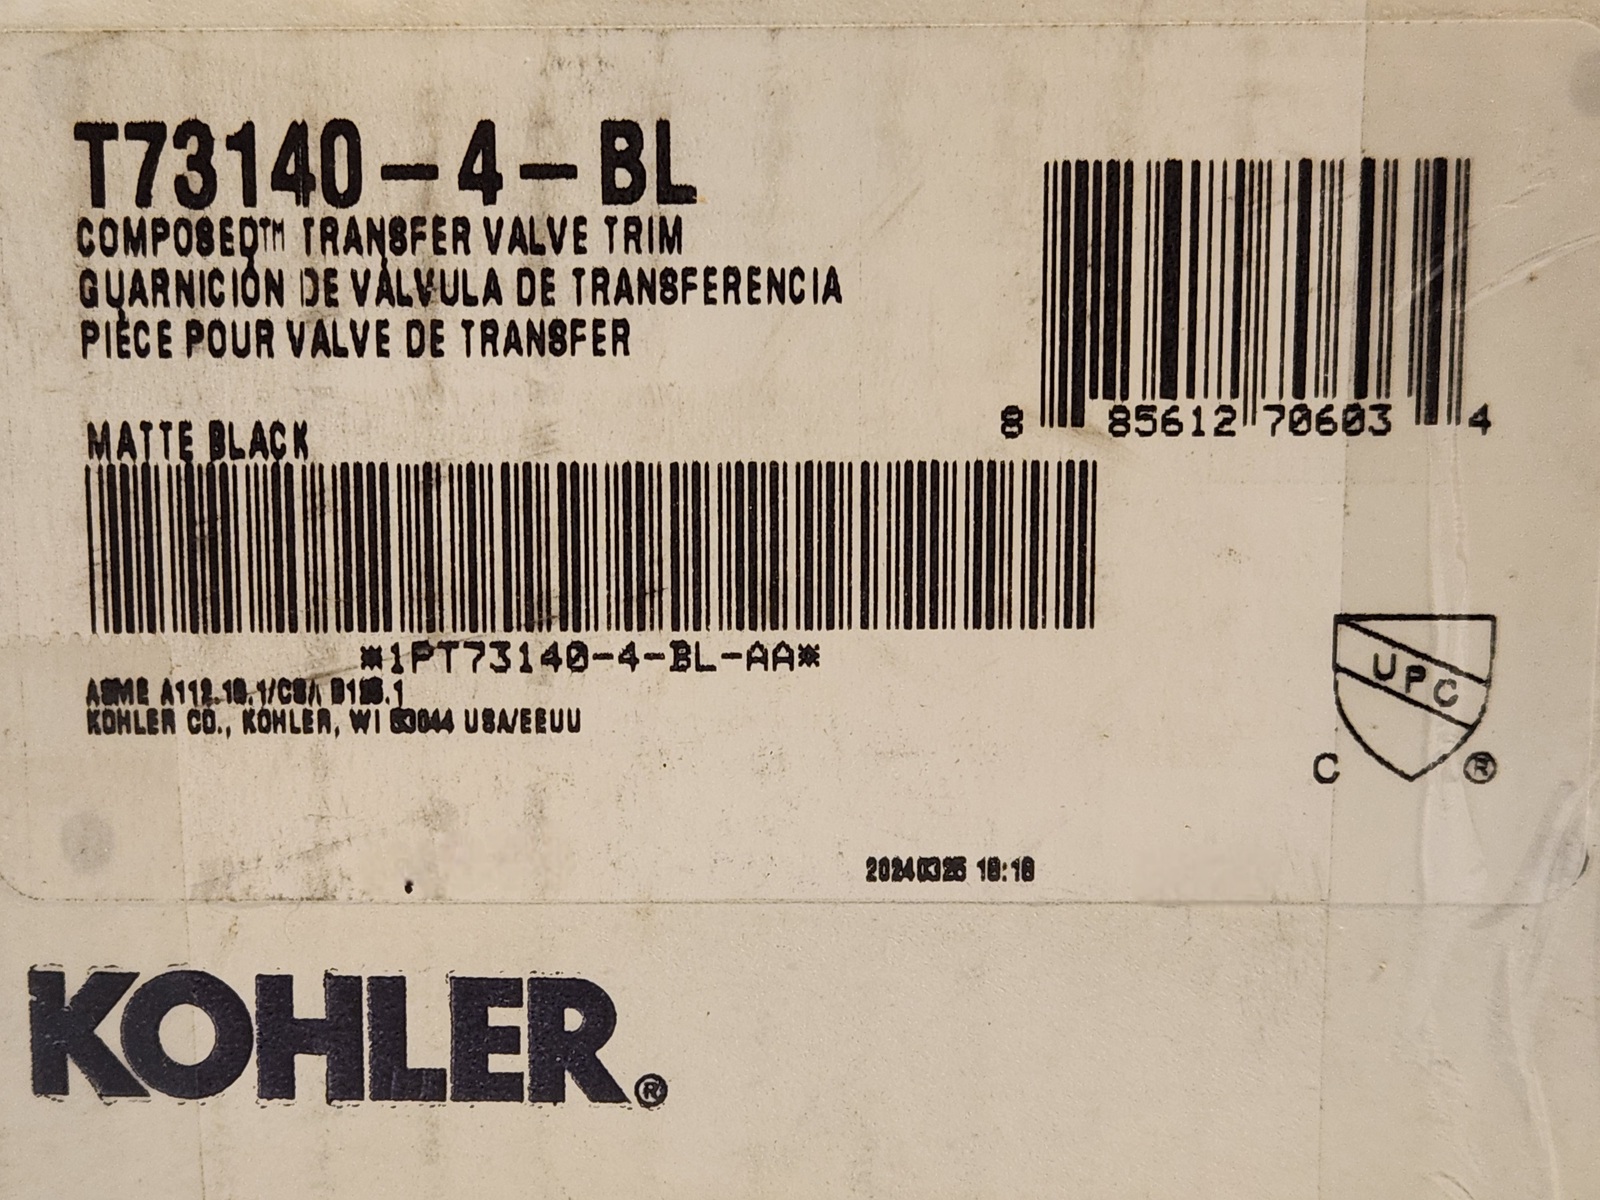 T73140-4-BL
COMPOSED™ TRANSFER VALVE TRIM
GUARNICIÓN DE VÁLVULA DE TRANSFERENCIA
PIÈCE POUR VALVE DE TRANSFER
MATTE BLACK
8 85612 70603 4
*1PT73140-4-BL-AA*
ASME A112.18.1/CSA B125.1
KOHLER CO., KOHLER, WI 53044 USA/EEUU
UPC
C ®
20240325 18:18
KOHLER®